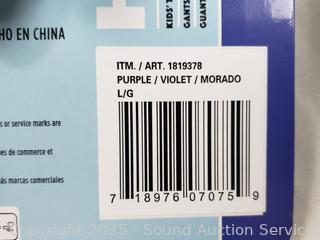 KIDS'
GANTS
GUANT
HO EN CHINA
ITM. / ART. 1819378
PURPLE / VIOLET / MORADO
L/G
s or service marks are
es de commerce et
ás marcas comerciales
7 18976 07075 9
Copyright 2025 - Sound Auction Service